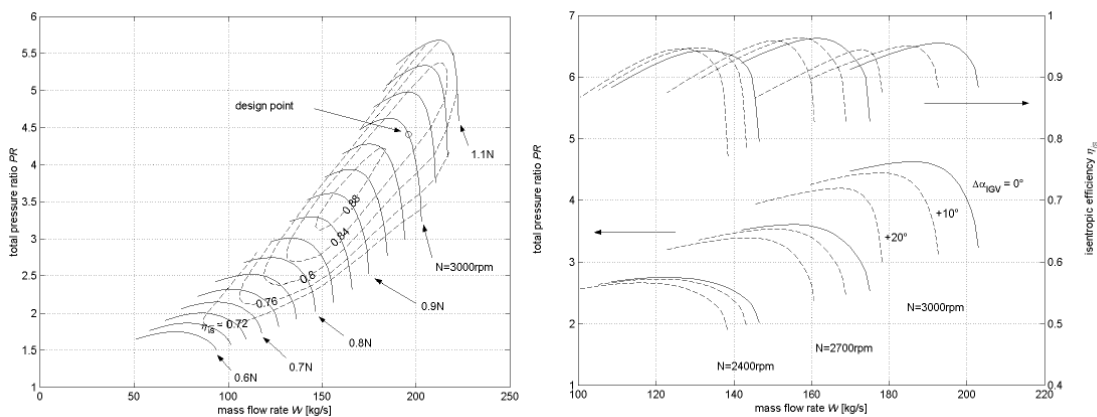 6
5.5
5
4.5
4
3.5
3
2.5
2
1.5
1
0
50
100
150
200
250
total pressure ratio PR
mass flow rate W [kg/s]
design point
1.1N
N=3000rpm
0.9N
0.8N
0.7N
0.6N
0.88
0.84
0.8
0.76
ηis = 0.72
7
6
5
4
3
2
1
100
120
140
160
180
200
220
total pressure ratio PR
mass flow rate W [kg/s]
1
0.9
0.8
0.7
0.6
0.5
0.4
isentropic efficiency ηis
ΔαIGV = 0°
+10°
+20°
N=3000rpm
N=2700rpm
N=2400rpm